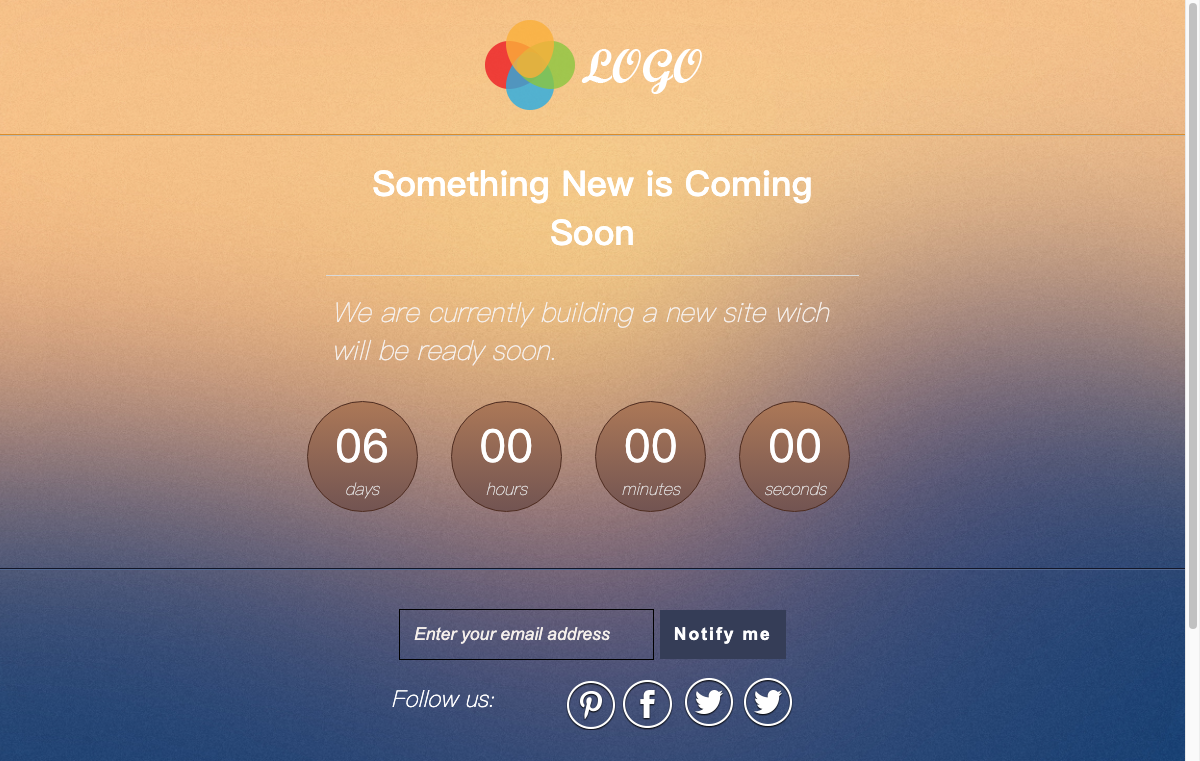 LOGO
Something New is Coming
Soon
We are currently building a new site wich
will be ready soon.
06 00 00 00
days hours minutes seconds
Enter your email address Notify me
Follow us: